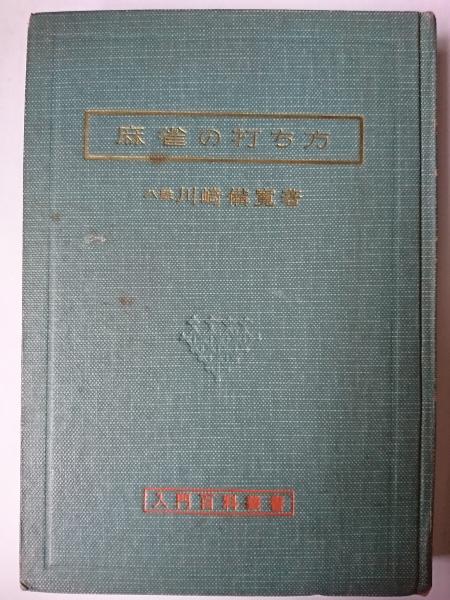 麻雀の打ち方
八段 川崎備寛著
入門百科叢書